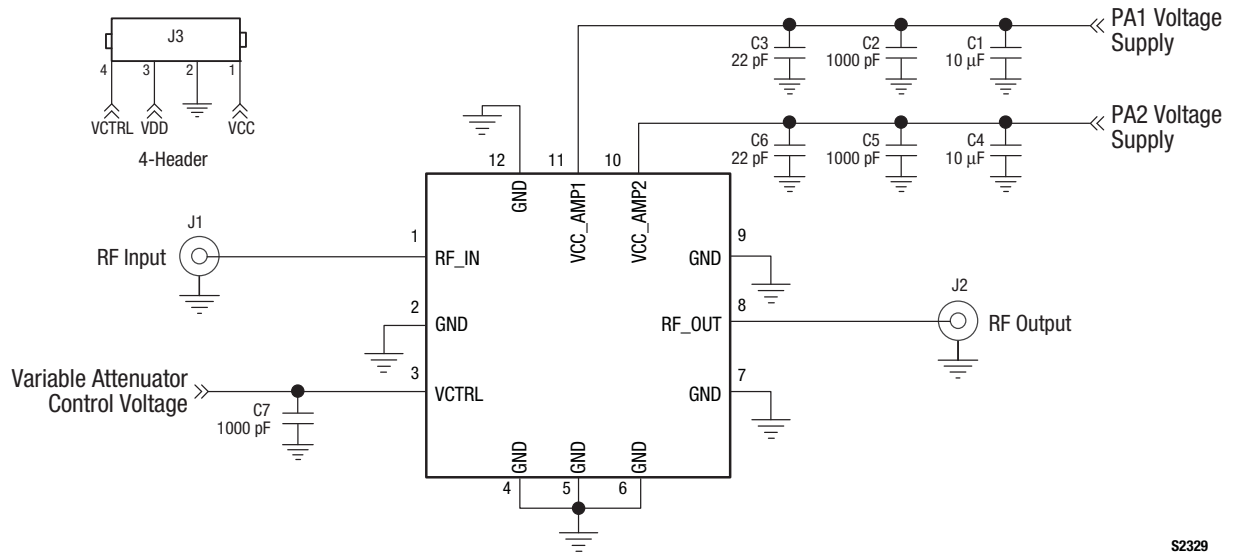 J3
4
3
2
1
VCTRL
VDD
VCC
4-Header
PA1 Voltage
Supply
C3
22 pF
C2
1000 pF
C1
10 μF
PA2 Voltage
Supply
C6
22 pF
C5
1000 pF
C4
10 μF
12
11
10
GND
VCC_AMP1
VCC_AMP2
J1
RF Input
1
RF_IN
9
GND
2
GND
8
RF_OUT
J2
RF Output
Variable Attenuator
Control Voltage
3
VCTRL
7
GND
C7
1000 pF
GND
GND
GND
4
5
6
S2329